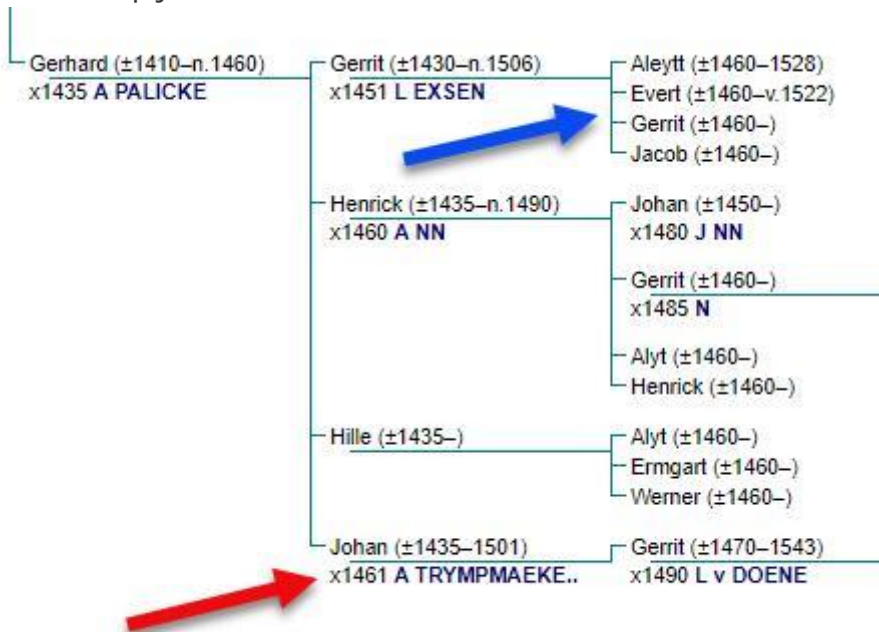 Gerhard (±1410–n.1460)
x1435 A PALICKE
Gerrit (±1430–n.1506)
x1451 L EXSEN
Aleytt (±1460–1528)
Evert (±1460–v.1522)
Gerrit (±1460–)
Jacob (±1460–)
Henrick (±1435–n.1490)
x1460 A NN
Johan (±1450–)
x1480 J NN
Gerrit (±1460–)
x1485 N
Alyt (±1460–)
Henrick (±1460–)
Hille (±1435–)
Alyt (±1460–)
Ermgart (±1460–)
Werner (±1460–)
Johan (±1435–1501)
x1461 A TRYMPMAEKE..
Gerrit (±1470–1543)
x1490 L v DOENE